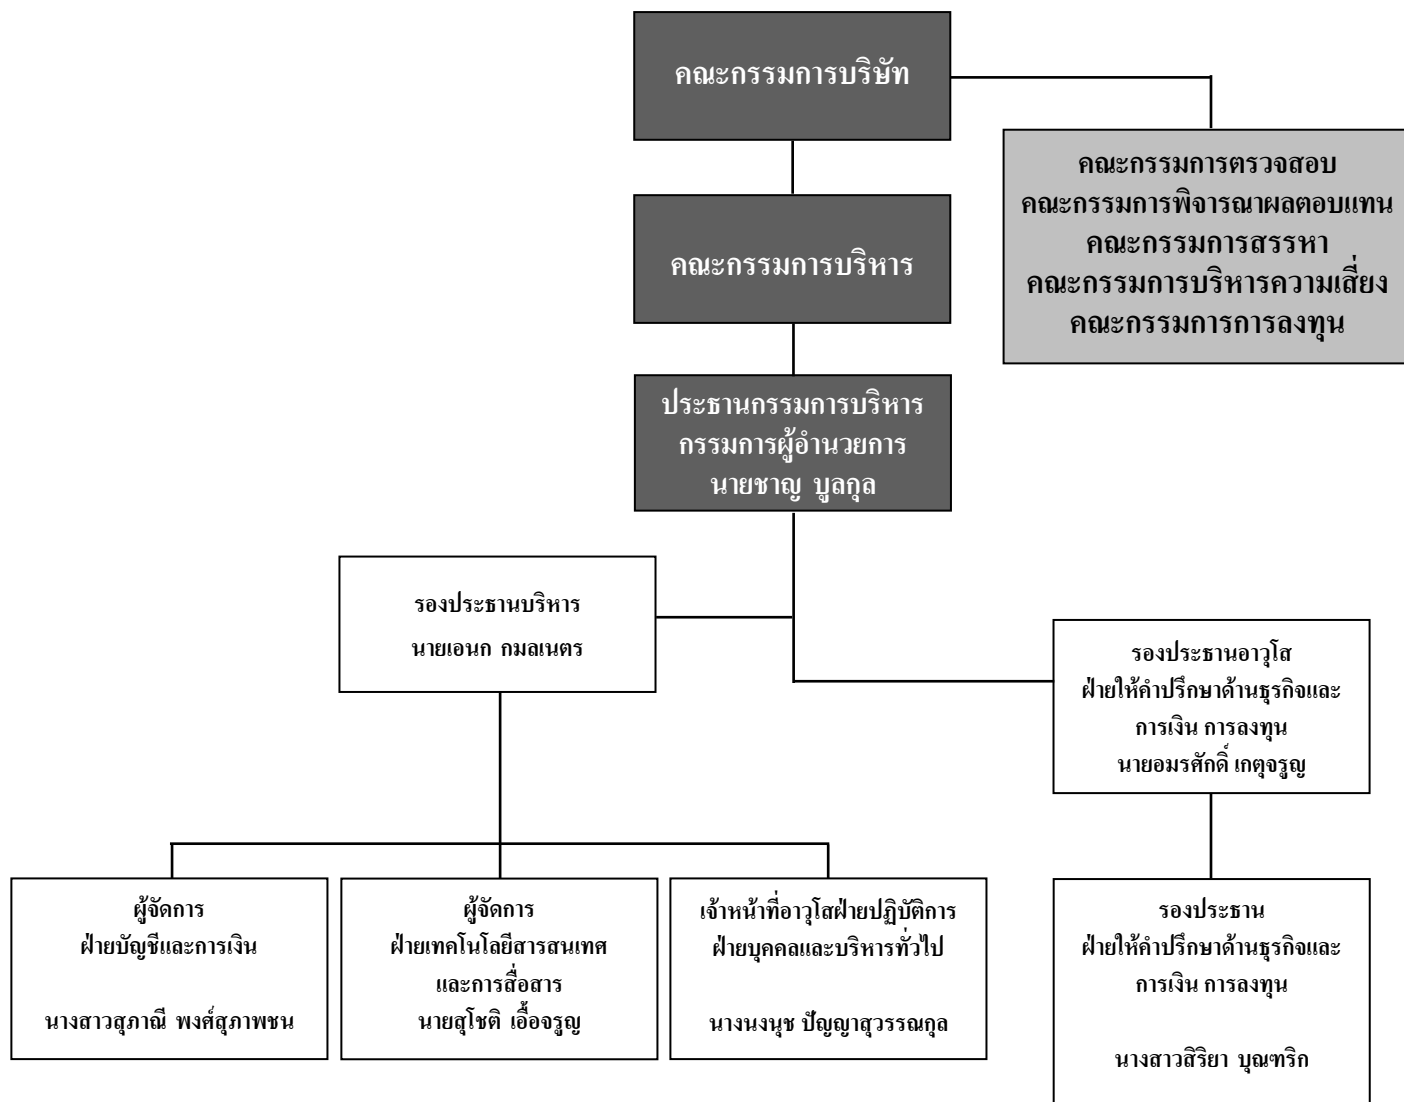 คณะกรรมการบริษัท
คณะกรรมการตรวจสอบ
คณะกรรมการพิจารณาผลตอบแทน
คณะกรรมการสรรหา
คณะกรรมการบริหารความเสี่ยง
คณะกรรมการการลงทุน
คณะกรรมการบริหาร
ประธานกรรมการบริหาร
กรรมการผู้อำนวยการ
นายชาญ บูลกุล
รองประธานบริหาร
นายเอนก กมลเนตร
รองประธานอาวุโส
ฝ่ายให้คำปรึกษาด้านธุรกิจและ
การเงิน การลงทุน
นายอมรศักดิ์ เกตุจรูญ
ผู้จัดการ
ฝ่ายบัญชีและการเงิน
นางสาวสุภาณี พงศ์สุภาพชน
ผู้จัดการ
ฝ่ายเทคโนโลยีสารสนเทศ
และการสื่อสาร
นายสุโชติ เอื้อจรูญ
เจ้าหน้าที่อาวุโสฝ่ายปฏิบัติการ
ฝ่ายบุคคลและบริหารทั่วไป
นางนงนุช ปัญญาสุวรรณกุล
รองประธาน
ฝ่ายให้คำปรึกษาด้านธุรกิจและ
การเงิน การลงทุน
นางสาวสิริยา บุณฑริก